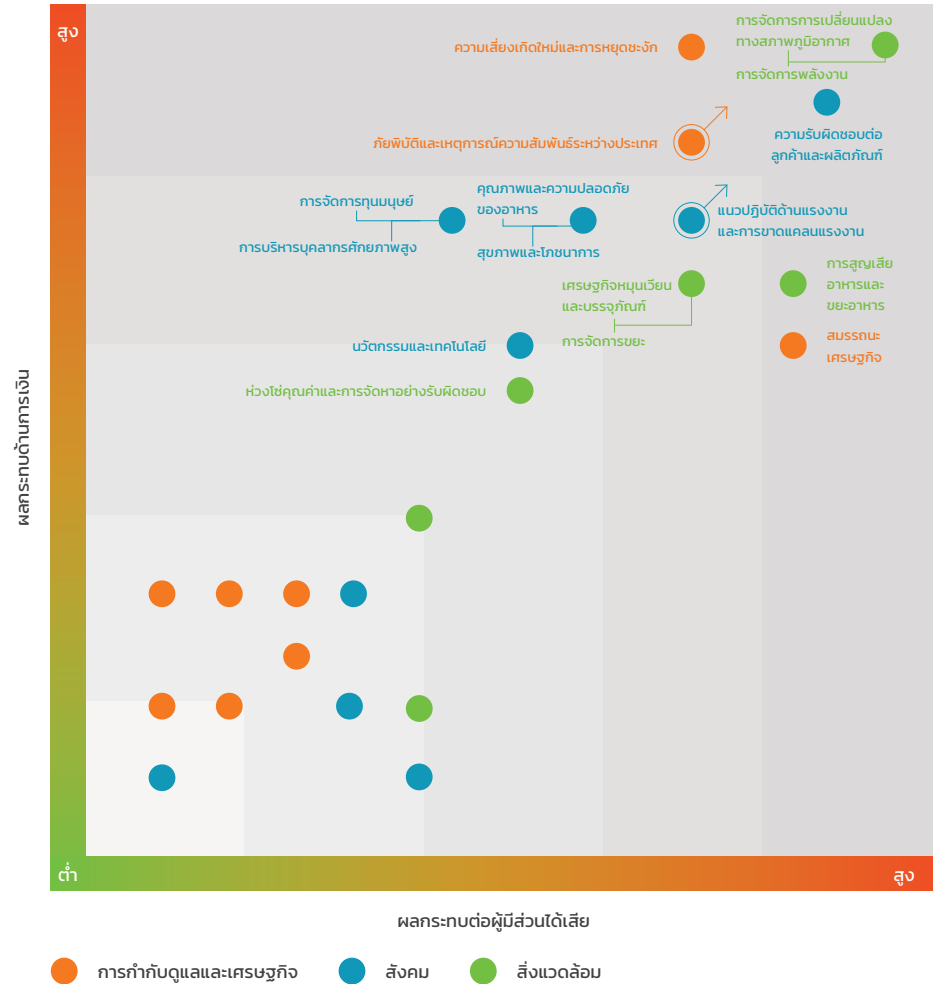 สูง
ความเสี่ยงเกิดใหม่และการหยุดชะงัก
การจัดการการเปลี่ยนแปลง
ทางสภาพภูมิอากาศ
การจัดการพลังงาน
ความรับผิดชอบต่อ
ลูกค้าและผลิตภัณฑ์
ภัยพิบัติและเหตุการณ์ความสัมพันธ์ระหว่างประเทศ
การจัดการทุนมนุษย์
การบริหารบุคลากรศักยภาพสูง
คุณภาพและความปลอดภัย
ของอาหาร
สุขภาพและโภชนาการ
แนวปฏิบัติด้านแรงงาน
และการขาดแคลนแรงงาน
เศรษฐกิจหมุนเวียน
และบรรจุภัณฑ์
การจัดการขยะ
การสูญเสีย
อาหารและ
ขยะอาหาร
นวัตกรรมและเทคโนโลยี
สมรรถนะ
เศรษฐกิจ
ห่วงโซ่คุณค่าและการจัดหาอย่างรับผิดชอบ
ผลกระทบด้านการเงิน
ต่ำ
สูง
ผลกระทบต่อผู้มีส่วนได้เสีย
การกำกับดูแลและเศรษฐกิจ
สังคม
สิ่งแวดล้อม